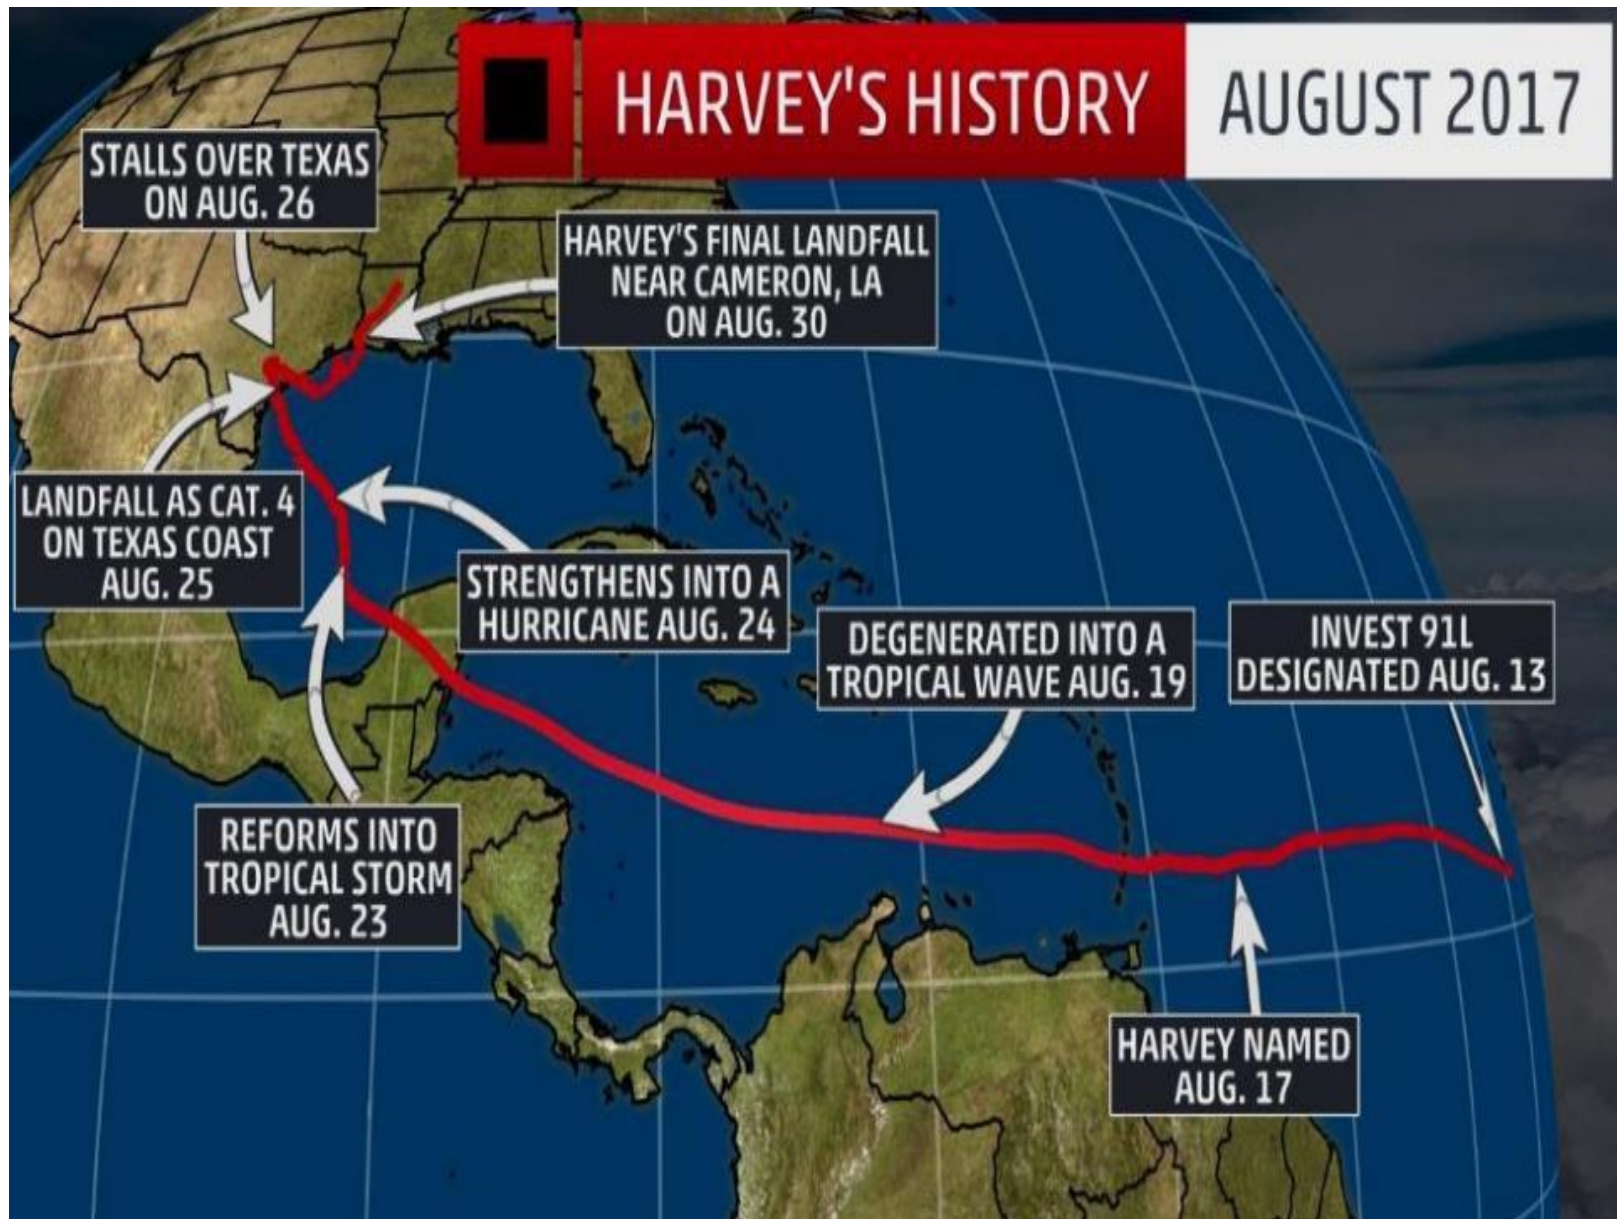 HARVEY'S HISTORY
AUGUST 2017
STALLS OVER TEXAS
ON AUG. 26
HARVEY'S FINAL LANDFALL
NEAR CAMERON, LA
ON AUG. 30
LANDFALL AS CAT. 4
ON TEXAS COAST
AUG. 25
STRENGTHENS INTO A
HURRICANE AUG. 24
DEGENERATED INTO A
TROPICAL WAVE AUG. 19
INVEST 91L
DESIGNATED AUG. 13
REFORMS INTO
TROPICAL STORM
AUG. 23
HARVEY NAMED
AUG. 17